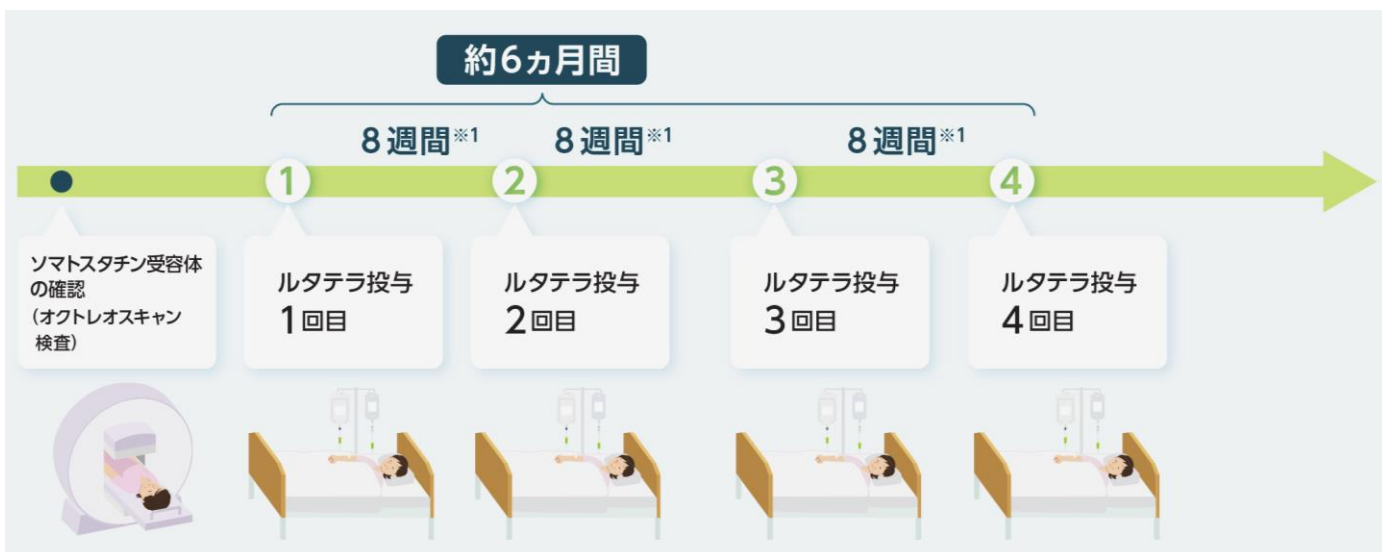 約6ヵ月間
8週間※1
8週間※1
8週間※1
1
2
3
4
ソマトスタチン受容体
の確認
(オクトレオスキャン
検査)
ルタテラ投与
1回目
ルタテラ投与
2回目
ルタテラ投与
3回目
ルタテラ投与
4回目